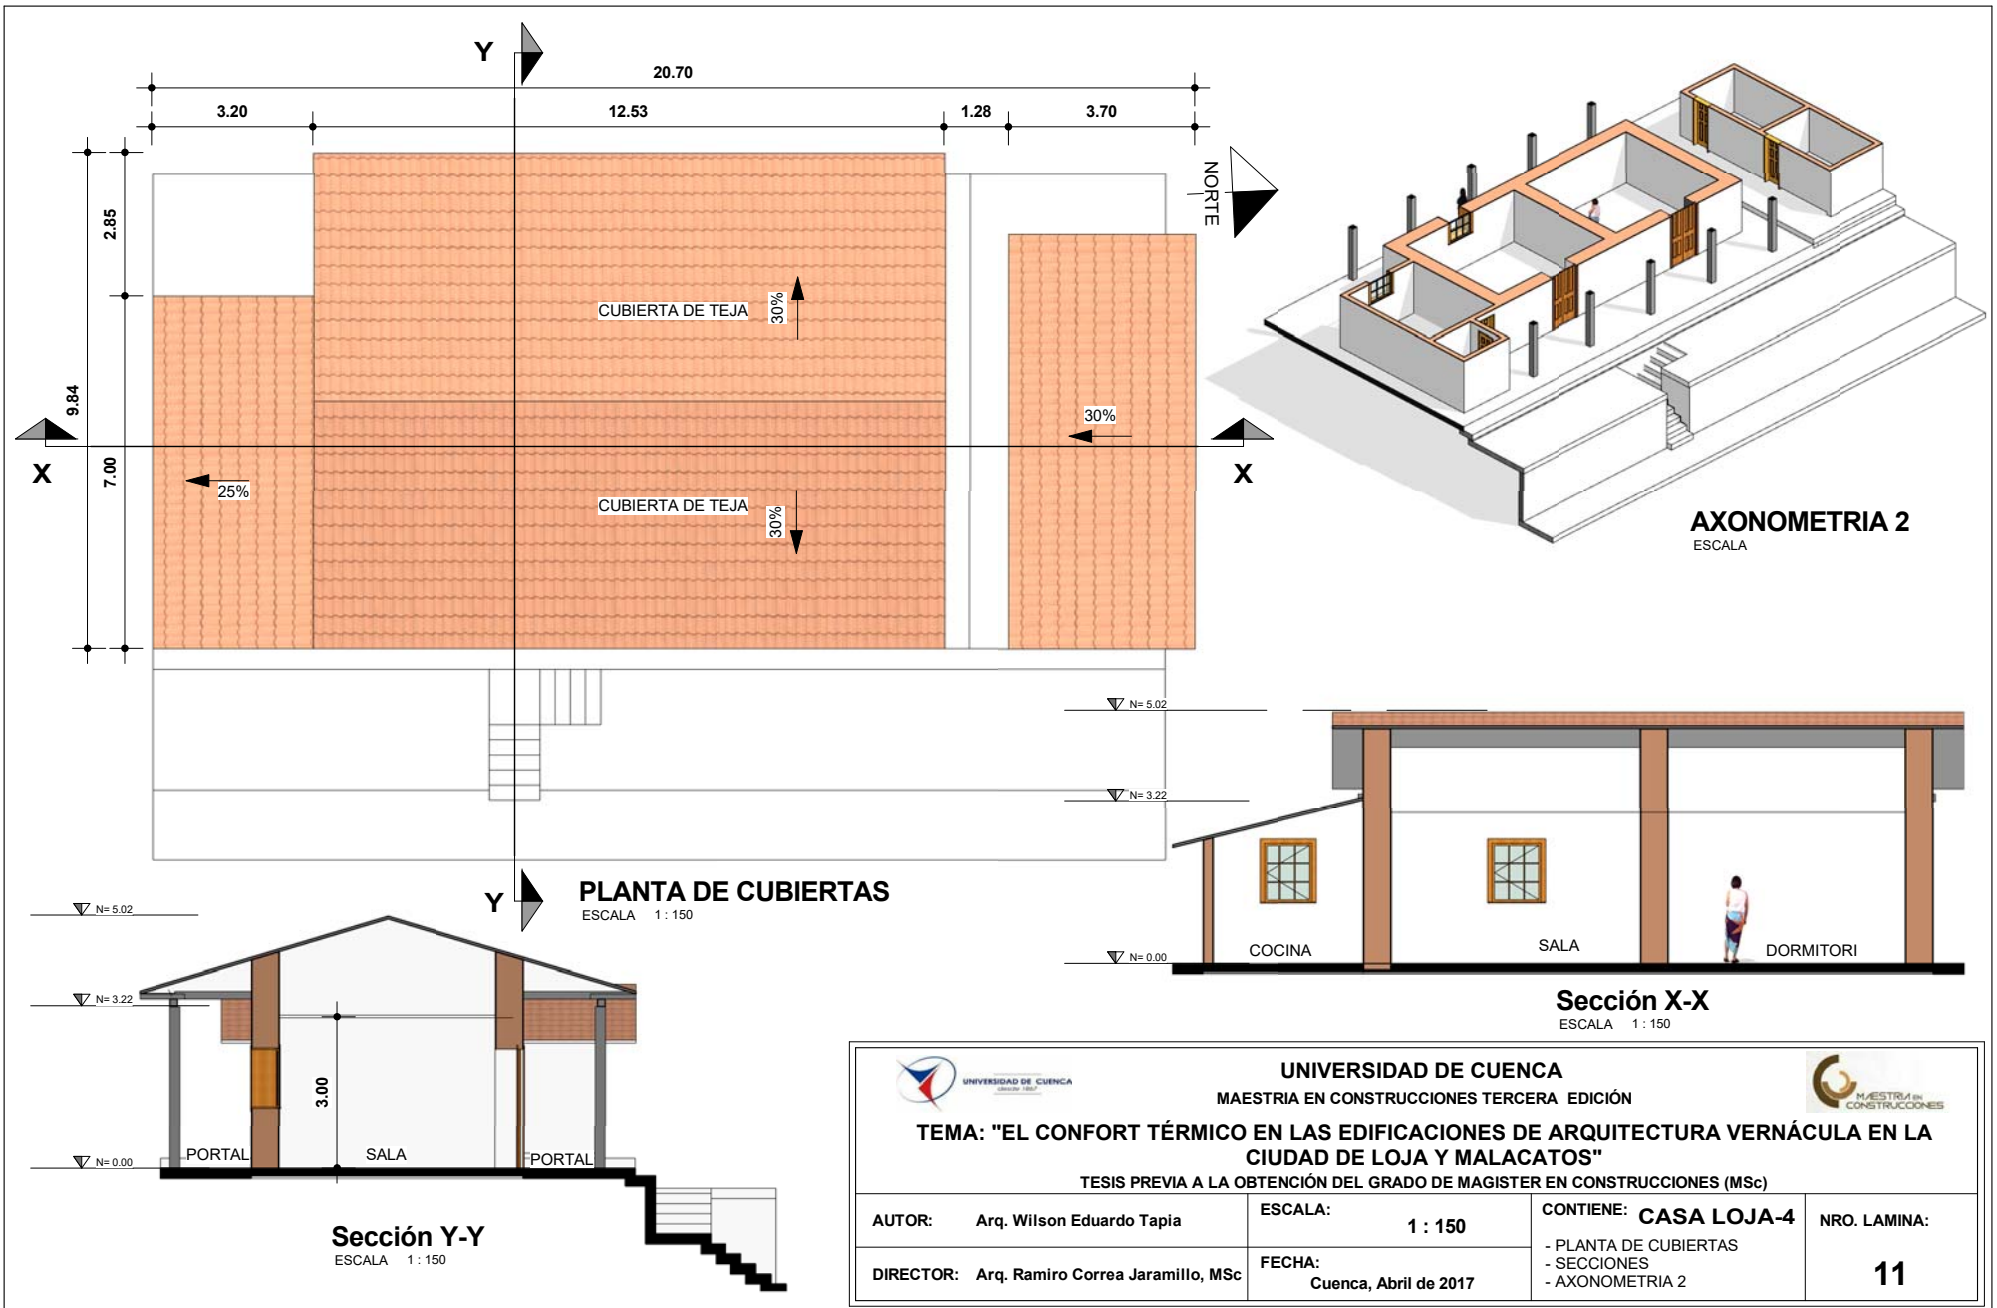 Y
20.70
3.20
12.53
1.28
3.70
NORTE
2.85
9.84
7.00
CUBIERTA DE TEJA
30%
CUBIERTA DE TEJA
30%
25%
30%
X
X
Y
PLANTA DE CUBIERTAS
ESCALA 1 : 150
AXONOMETRIA 2
ESCALA
N= 5.02
N= 3.22
N= 0.00
COCINA
SALA
DORMITORI
Sección X-X
ESCALA 1 : 150
N= 5.02
N= 3.22
N= 0.00
3.00
PORTAL
SALA
PORTAL
Sección Y-Y
ESCALA 1 : 150
UNIVERSIDAD DE CUENCA
desde 1867
UNIVERSIDAD DE CUENCA
MAESTRIA EN CONSTRUCCIONES TERCERA EDICIÓN
MAESTRIA EN
CONSTRUCCIONES
TEMA: "EL CONFORT TÉRMICO EN LAS EDIFICACIONES DE ARQUITECTURA VERNÁCULA EN LA
CIUDAD DE LOJA Y MALACATOS"
TESIS PREVIA A LA OBTENCIÓN DEL GRADO DE MAGISTER EN CONSTRUCCIONES (MSc)
AUTOR: Arq. Wilson Eduardo Tapia
DIRECTOR: Arq. Ramiro Correa Jaramillo, MSc
ESCALA:
1 : 150
FECHA:
Cuenca, Abril de 2017
CONTIENE: CASA LOJA-4
- PLANTA DE CUBIERTAS
- SECCIONES
- AXONOMETRIA 2
NRO. LAMINA:
11